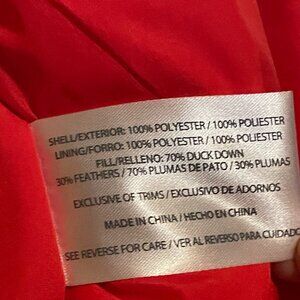 SHELL/EXTERIOR: 100% POLYESTER / 100% POLIESTER
LINING/FORRO: 100% POLYESTER / 100% POLIESTER
FILL/RELLENO: 70% DUCK DOWN
30% FEATHERS / 70% PLUMAS DE PATO / 30% PLUMAS
EXCLUSIVE OF TRIMS / EXCLUSIVO DE ADORNOS
MADE IN CHINA / HECHO EN CHINA
SEE REVERSE FOR CARE / VER AL REVERSO PARA CUIDADO